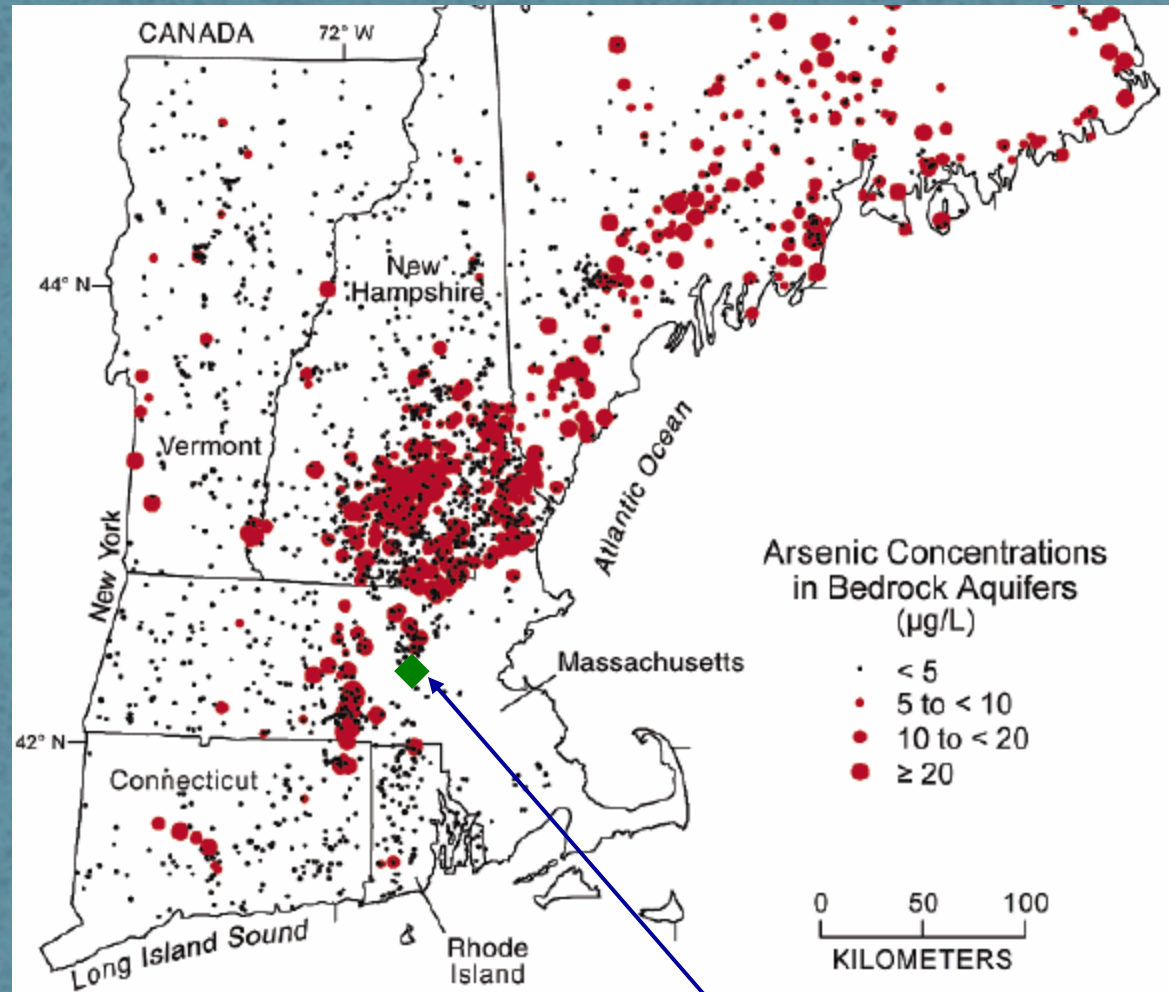 CANADA
72° W
44° N
New
Hampshire
Vermont
New York
Atlantic Ocean
Arsenic Concentrations
in Bedrock Aquifers
(µg/L)
< 5
5 to < 10
10 to < 20
≥ 20
Massachusetts
42° N
Connecticut
Long Island Sound
Rhode
Island
0 50 100
KILOMETERS